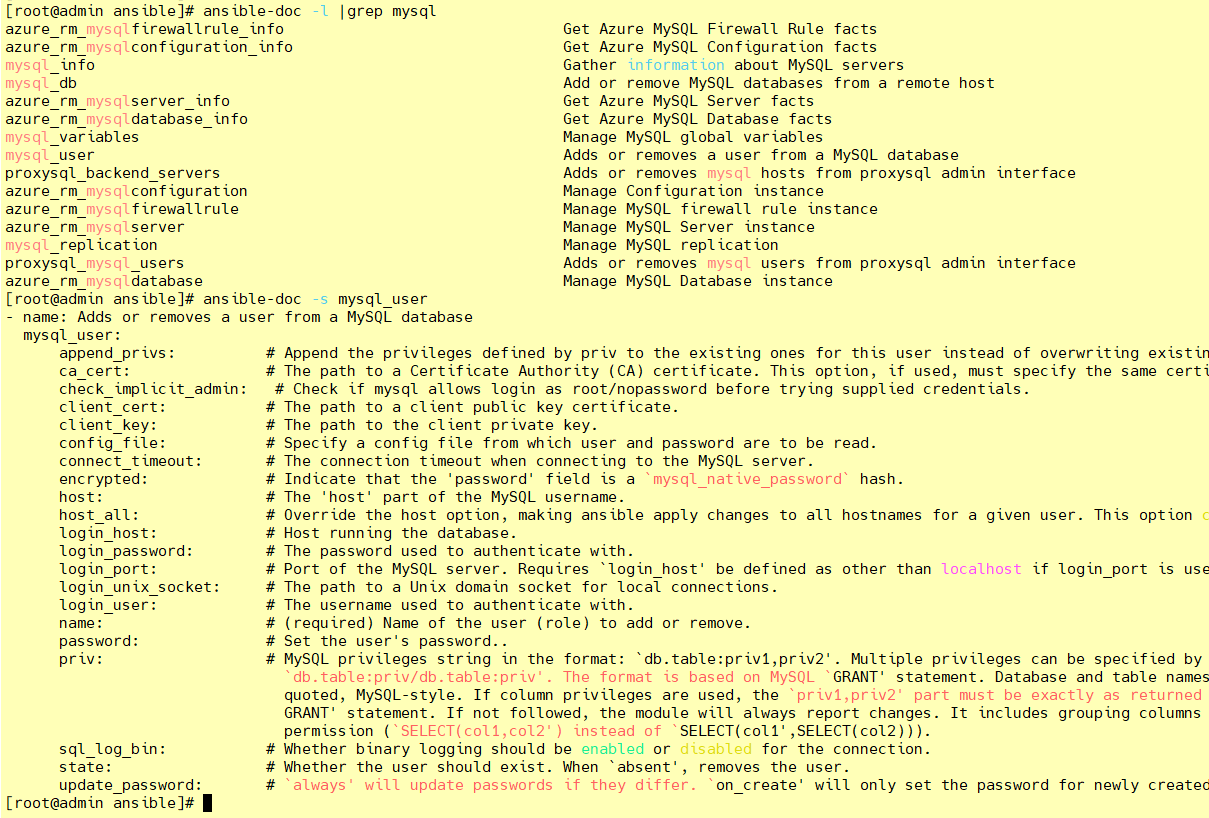 [root@admin ansible]# ansible-doc -l |grep mysql
azure_rm_mysqlfirewallrule_info Get Azure MySQL Firewall Rule facts
azure_rm_mysqlconfiguration_info Get Azure MySQL Configuration facts
mysql_info Gather information about MySQL servers
mysql_db Add or remove MySQL databases from a remote host
azure_rm_mysqlserver_info Get Azure MySQL Server facts
azure_rm_mysqldatabase_info Get Azure MySQL Database facts
mysql_variables Manage MySQL global variables
mysql_user Adds or removes a user from a MySQL database
proxysql_backend_servers Adds or removes mysql hosts from proxysql admin interface
azure_rm_mysqlconfiguration Manage Configuration instance
azure_rm_mysqlfirewallrule Manage MySQL firewall rule instance
azure_rm_mysqlserver Manage MySQL Server instance
mysql_replication Manage MySQL replication
proxysql_mysql_users Adds or removes mysql users from proxysql admin interface
azure_rm_mysqldatabase Manage MySQL Database instance
[root@admin ansible]# ansible-doc -s mysql_user
- name: Adds or removes a user from a MySQL database
mysql_user:
append_privs: # Append the privileges defined by priv to the existing ones for this user instead of overwriting existin
ca_cert: # The path to a Certificate Authority (CA) certificate. This option, if used, must specify the same certi
check_implicit_admin: # Check if mysql allows login as root/nopassword before trying supplied credentials.
client_cert: # The path to a client public key certificate.
client_key: # The path to the client private key.
config_file: # Specify a config file from which user and password are to be read.
connect_timeout: # The connection timeout when connecting to the MySQL server.
encrypted: # Indicate that the 'password' field is a `mysql_native_password` hash.
host: # The 'host' part of the MySQL username.
host_all: # Override the host option, making ansible apply changes to all hostnames for a given user. This option c
login_host: # Host running the database.
login_password: # The password used to authenticate with.
login_port: # Port of the MySQL server. Requires `login_host' be defined as other than localhost if login_port is use
login_unix_socket: # The path to a Unix domain socket for local connections.
login_user: # The username used to authenticate with.
name: # (required) Name of the user (role) to add or remove.
password: # Set the user's password..
priv: # MySQL privileges string in the format: `db.table:priv1,priv2'. Multiple privileges can be specified by
`db.table:priv/db.table:priv'. The format is based on MySQL `GRANT' statement. Database and table names
quoted, MySQL-style. If column privileges are used, the `priv1,priv2' part must be exactly as returned
GRANT' statement. If not followed, the module will always report changes. It includes grouping columns
permission (`SELECT(col1,col2') instead of `SELECT(col1',SELECT(col2))).
sql_log_bin: # Whether binary logging should be enabled or disabled for the connection.
state: # Whether the user should exist. When `absent', removes the user.
update_password: # `always' will update passwords if they differ. `on_create' will only set the password for newly created
[root@admin ansible]#